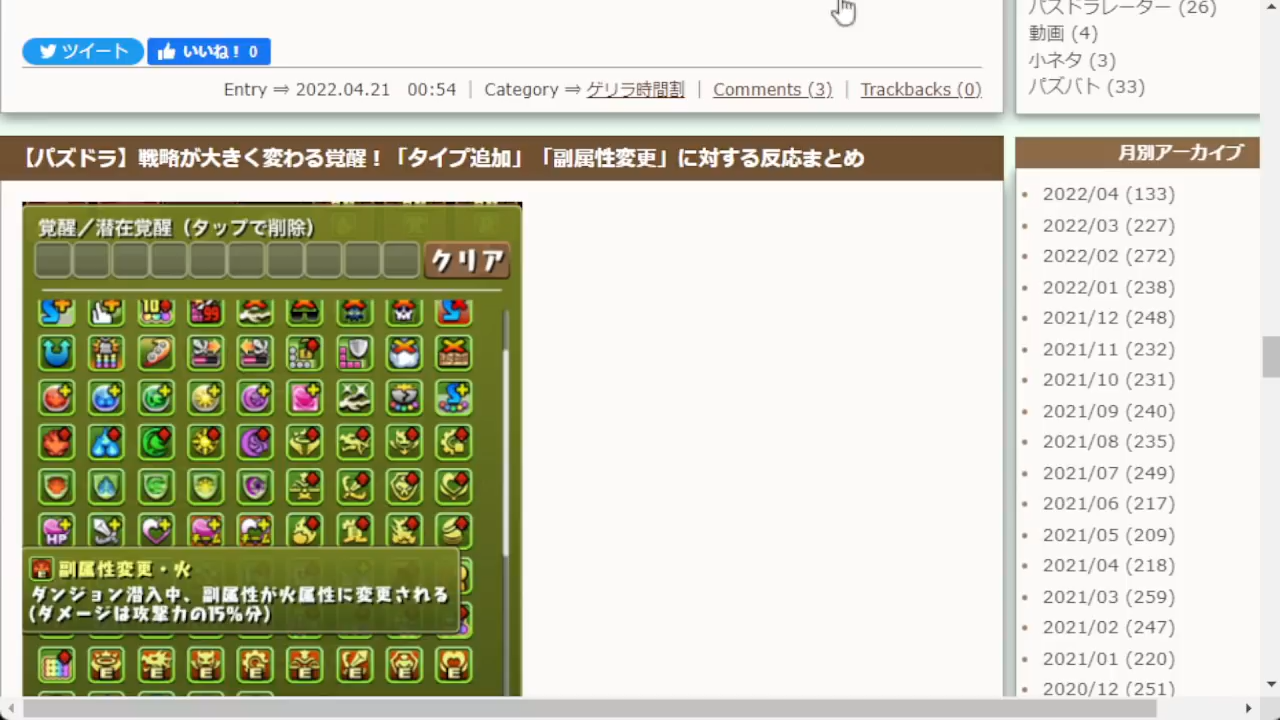 ツイート いいね！ 0
Entry ⇒ 2022.04.21 00:54 | Category ⇒ ゲリラ時間割 | Comments (3) | Trackbacks (0)
【パズドラ】戦略が大きく変わる覚醒！「タイプ追加」「副属性変更」に対する反応まとめ
覚醒／潜在覚醒（タップで削除）
クリア
副属性変更・火
ダンジョン潜入中、副属性が火属性に変更される
(ダメージは攻撃力の15%分)
パズドラレーター (26)
動画 (4)
小ネタ (3)
パズバト (33)
月別アーカイブ
2022/04 (133)
2022/03 (227)
2022/02 (272)
2022/01 (238)
2021/12 (248)
2021/11 (232)
2021/10 (231)
2021/09 (240)
2021/08 (235)
2021/07 (249)
2021/06 (217)
2021/05 (209)
2021/04 (218)
2021/03 (259)
2021/02 (247)
2021/01 (220)
2020/12 (251)